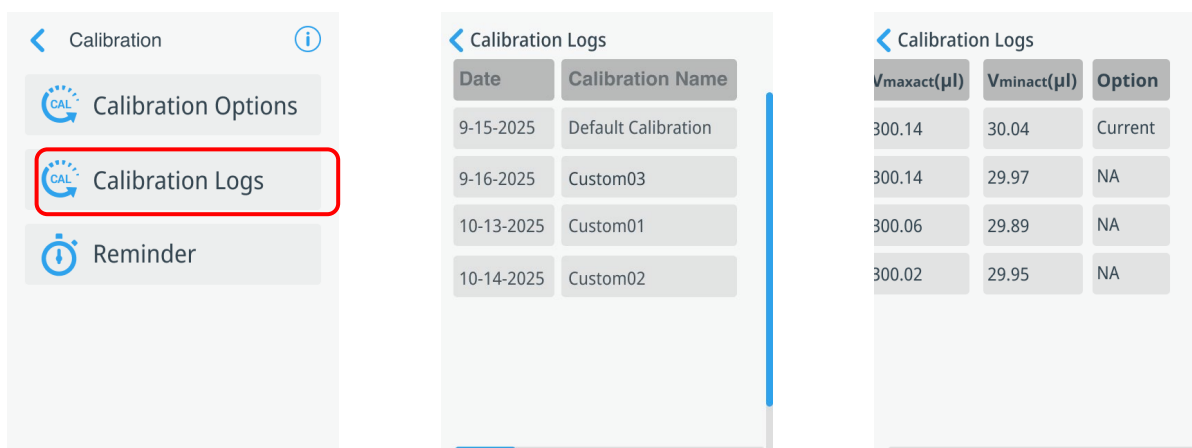 Calibration
i
CAL Calibration Options
CAL Calibration Logs
Reminder
Calibration Logs
Date Calibration Name
9-15-2025 Default Calibration
9-16-2025 Custom03
10-13-2025 Custom01
10-14-2025 Custom02
Calibration Logs
Vmaxact(µl) Vminact(µl) Option
300.14 30.04 Current
300.14 29.97 NA
300.06 29.89 NA
300.02 29.95 NA